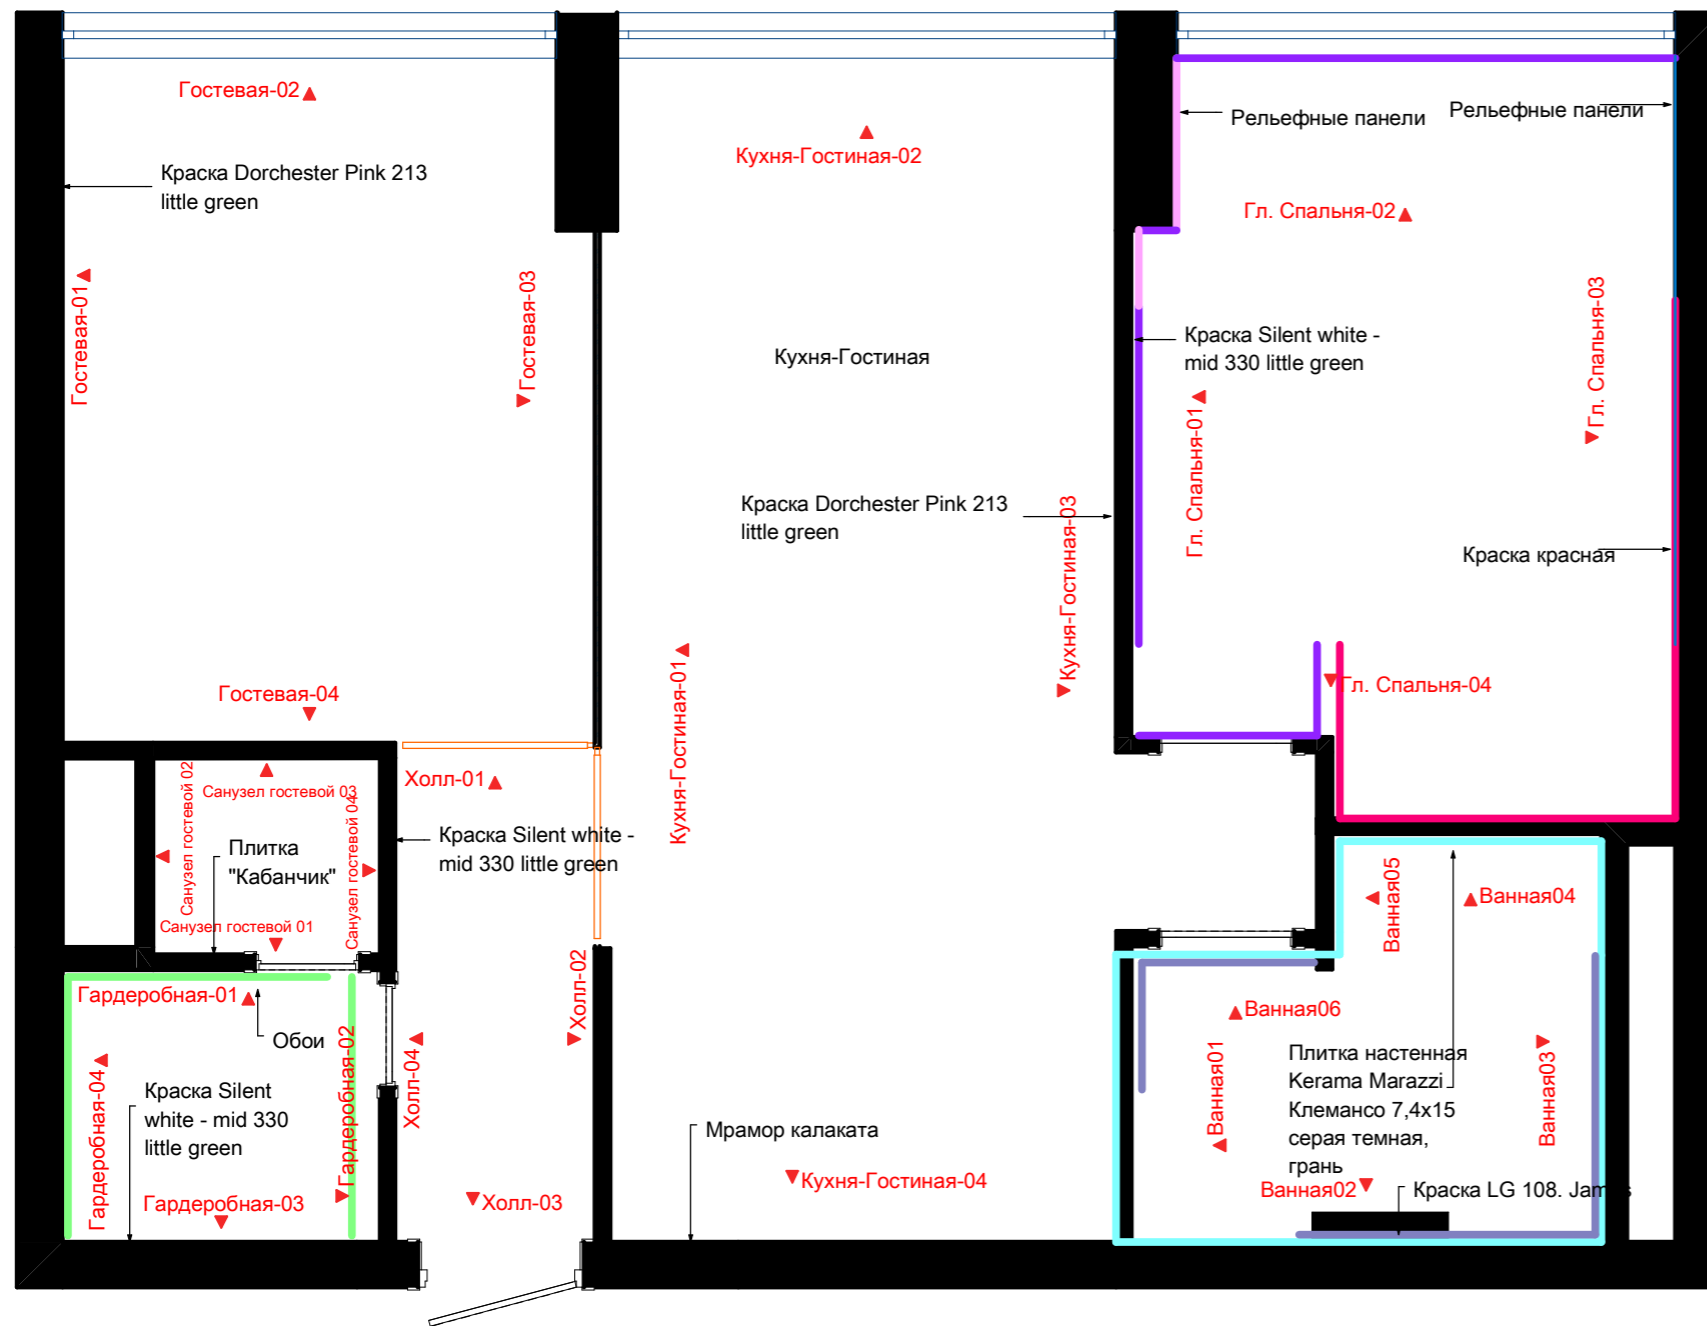 Гостевая-02
Рельефные панели
Рельефные панели
Кухня-Гостиная-02
Краска Dorchester Pink 213
little green
Гл. Спальня-02
Гостевая-01
Гостевая-03
Гл. Спальня-03
Кухня-Гостиная
Краска Silent white -
mid 330 little green
Гл. Спальня-01
Краска Dorchester Pink 213
little green
Кухня-Гостиная-03
Краска красная
Гостевая-04
Кухня-Гостиная-01
Гл. Спальня-04
Холл-01
Санузел гостевой 02
Санузел гостевой 03
Санузел гостевой 04
Плитка
"Кабанчик"
Санузел гостевой 01
Краска Silent white -
mid 330 little green
Ванная05
Ванная04
Гардеробная-01
Обои
Гардеробная-02
Холл-04
Холл-02
Ванная06
Ванная01
Плитка настенная
Kerama Marazzi
Клемансо 7,4x15
серая темная,
грань
Ванная03
Гардеробная-04
Краска Silent
white - mid 330
little green
Гардеробная-03
Холл-03
Мрамор калаката
Кухня-Гостиная-04
Ванная02
Краска LG 108. James